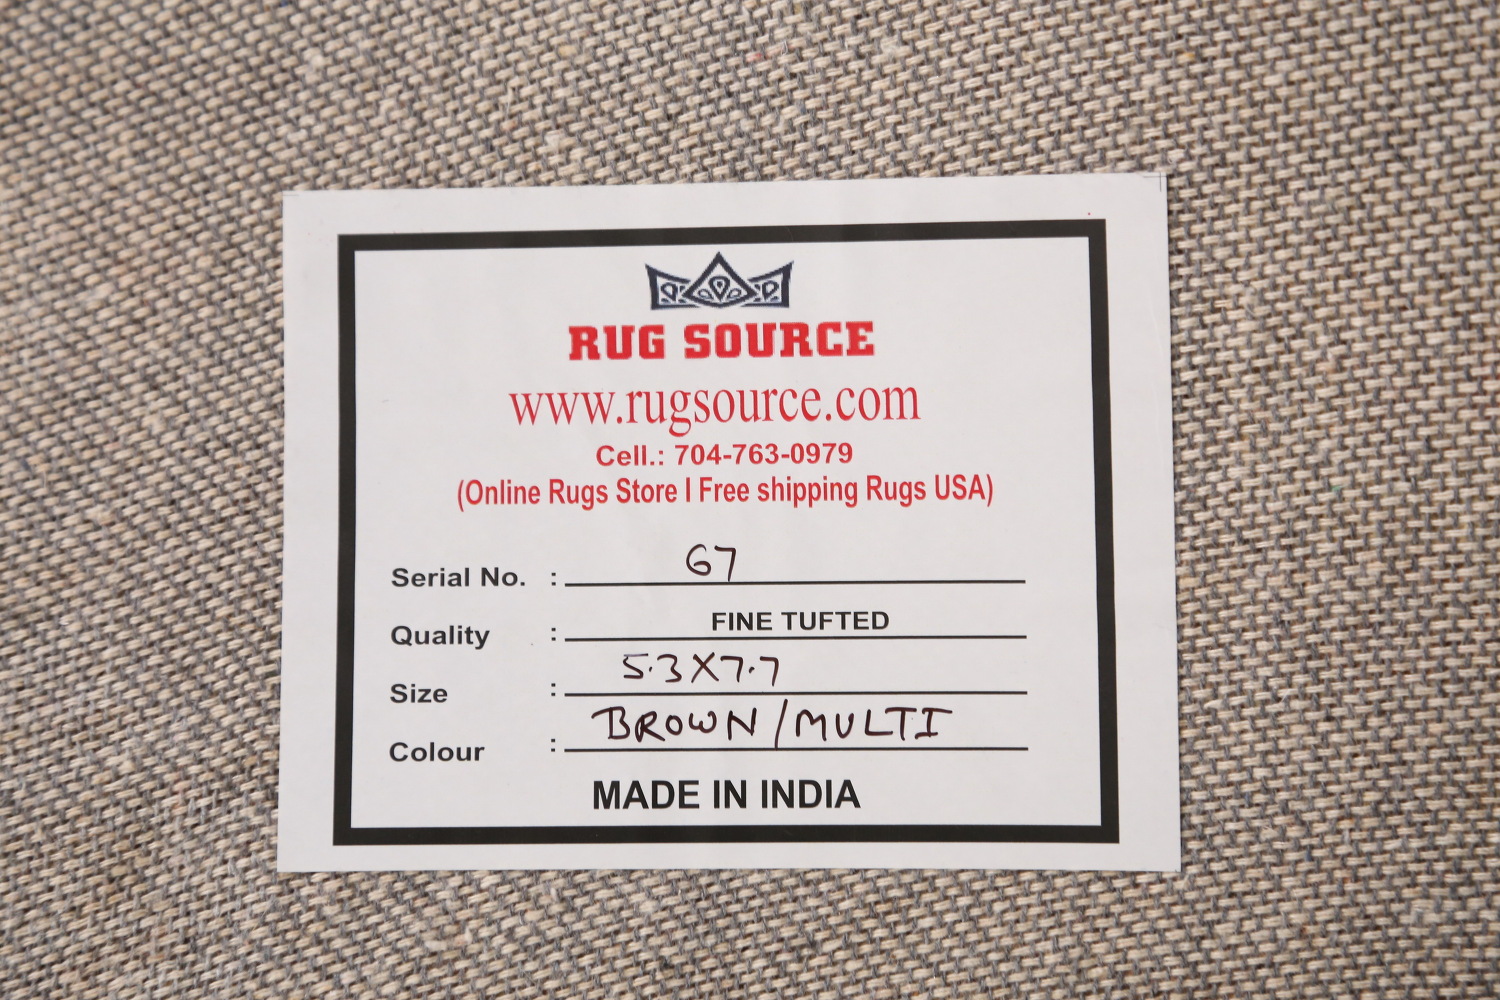 RUG SOURCE
www.rugsource.com
Cell.: 704-763-0979
(Online Rugs Store I Free shipping Rugs USA)
Serial No. : 67
Quality : FINE TUFTED
Size : 5.3X7.7
Colour : BROWN/MULTI
MADE IN INDIA